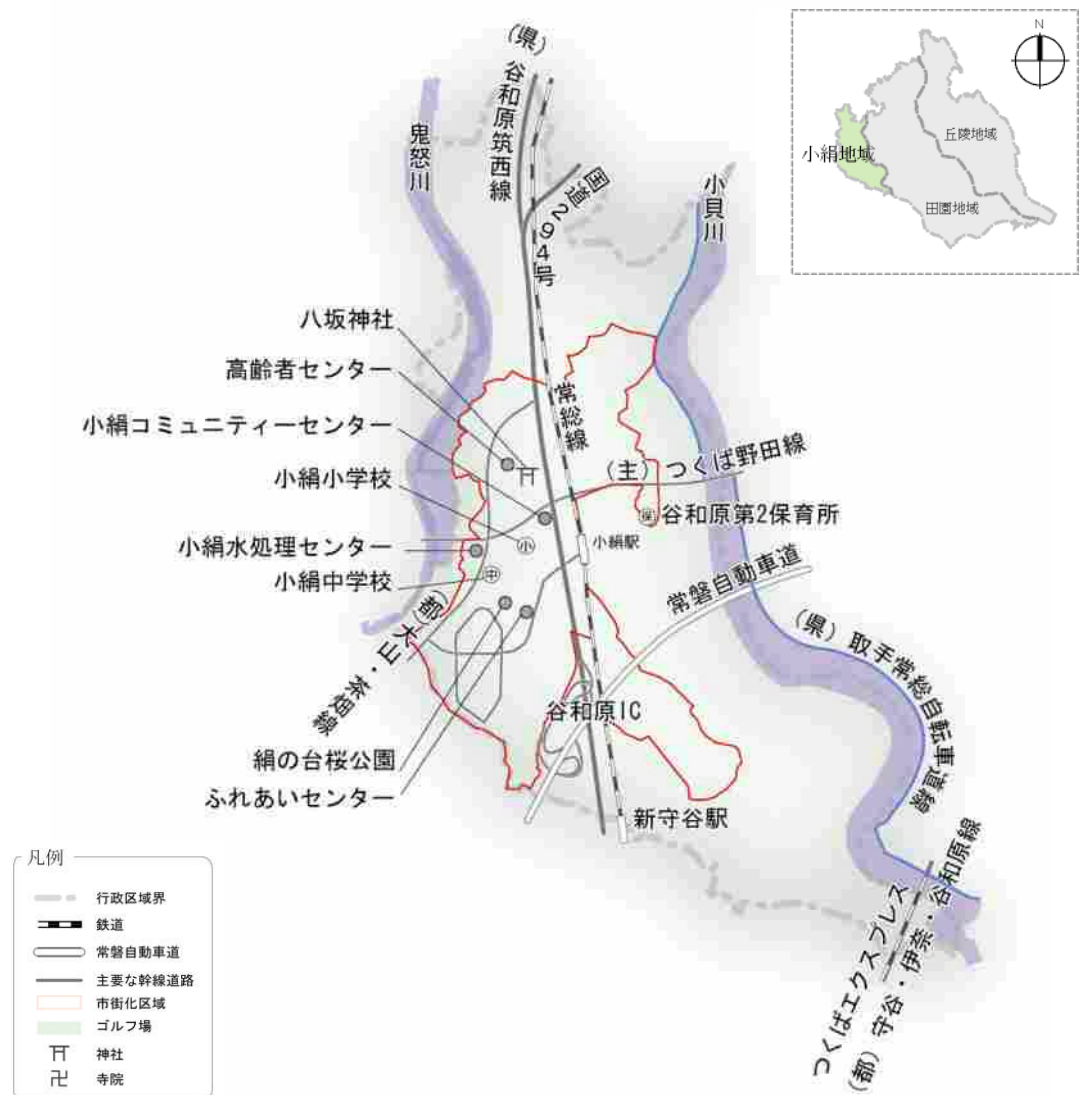 N
丘陵地域
小絹地域
田園地域
(県)谷和原筑西線
鬼怒川
国道294号
小貝川
八坂神社
高齢者センター
常総線
小絹コミュニティーセンター
(主)つくば野田線
小絹小学校
小
保
谷和原第2保育所
小絹水処理センター
小絹駅
小絹中学校
中
常磐自動車道
(都)大山・茶畑線
(県)取手常総自転車道線
谷和原IC
絹の台桜公園
ふれあいセンター
新守谷駅
つくばエクスプレス
(都)守谷・伊奈・谷和原線
凡例
行政区域界
鉄道
常磐自動車道
主要な幹線道路
市街化区域
ゴルフ場
神社
寺院